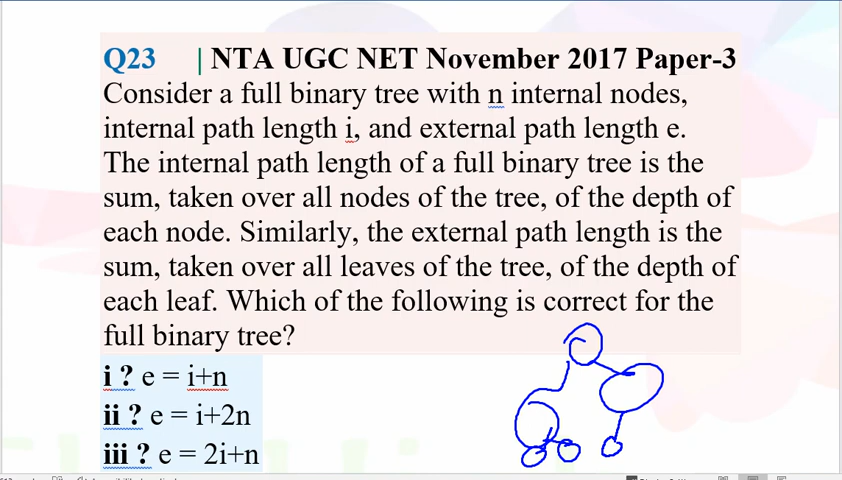 Q23 | NTA UGC NET November 2017 Paper-3
Consider a full binary tree with n internal nodes,
internal path length i, and external path length e.
The internal path length of a full binary tree is the
sum, taken over all nodes of the tree, of the depth of
each node. Similarly, the external path length is the
sum, taken over all leaves of the tree, of the depth of
each leaf. Which of the following is correct for the
full binary tree?
i ? e = i+n
ii ? e = i+2n
iii ? e = 2i+n